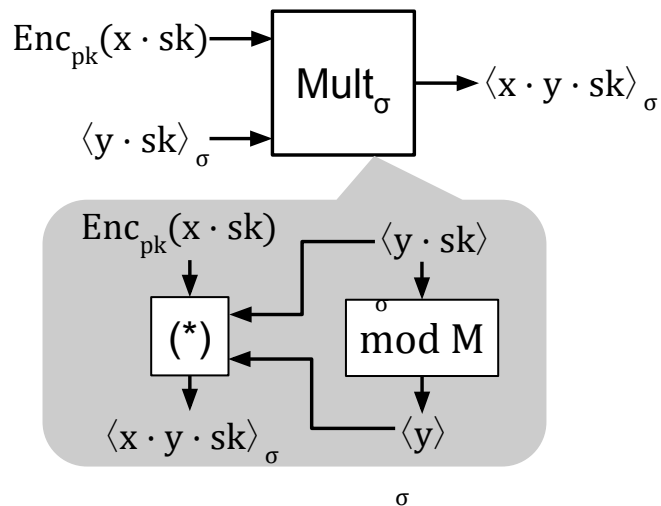 Enc_pk(x · sk)
Mult_σ
⟨x · y · sk⟩_σ
⟨y · sk⟩_σ
Enc_pk(x · sk)
⟨y · sk⟩
σ
(*)
mod M
⟨x · y · sk⟩_σ
⟨y⟩
σ